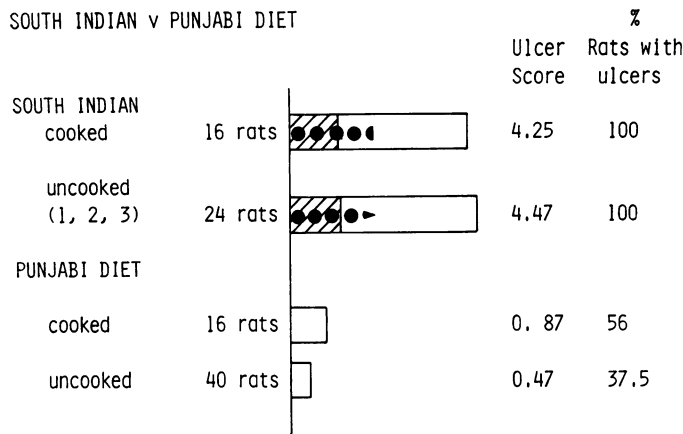 SOUTH INDIAN v PUNJABI DIET %
Ulcer Rats with
Score ulcers
SOUTH INDIAN
cooked 16 rats 4.25 100
uncooked
(1, 2, 3) 24 rats 4.47 100
PUNJABI DIET
cooked 16 rats 0. 87 56
uncooked 40 rats 0.47 37.5